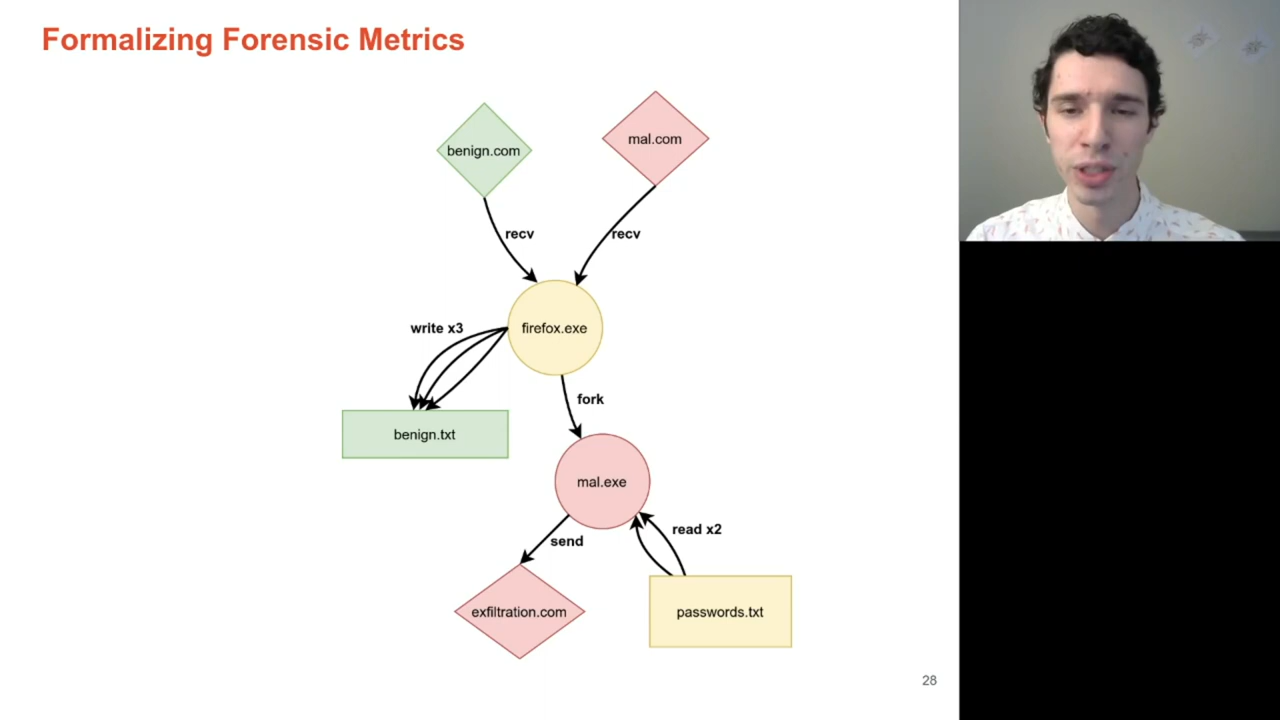 Formalizing Forensic Metrics
benign.com
mal.com
recv
recv
write x3
firefox.exe
fork
benign.txt
mal.exe
read x2
send
exfiltration.com
passwords.txt
28